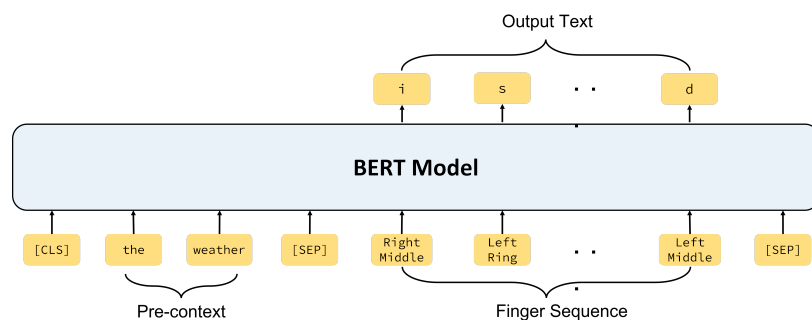 Output Text
i s . . . d
BERT Model
[CLS] the weather [SEP] Right Middle Left Ring . . . Left Middle [SEP]
Pre-context Finger Sequence